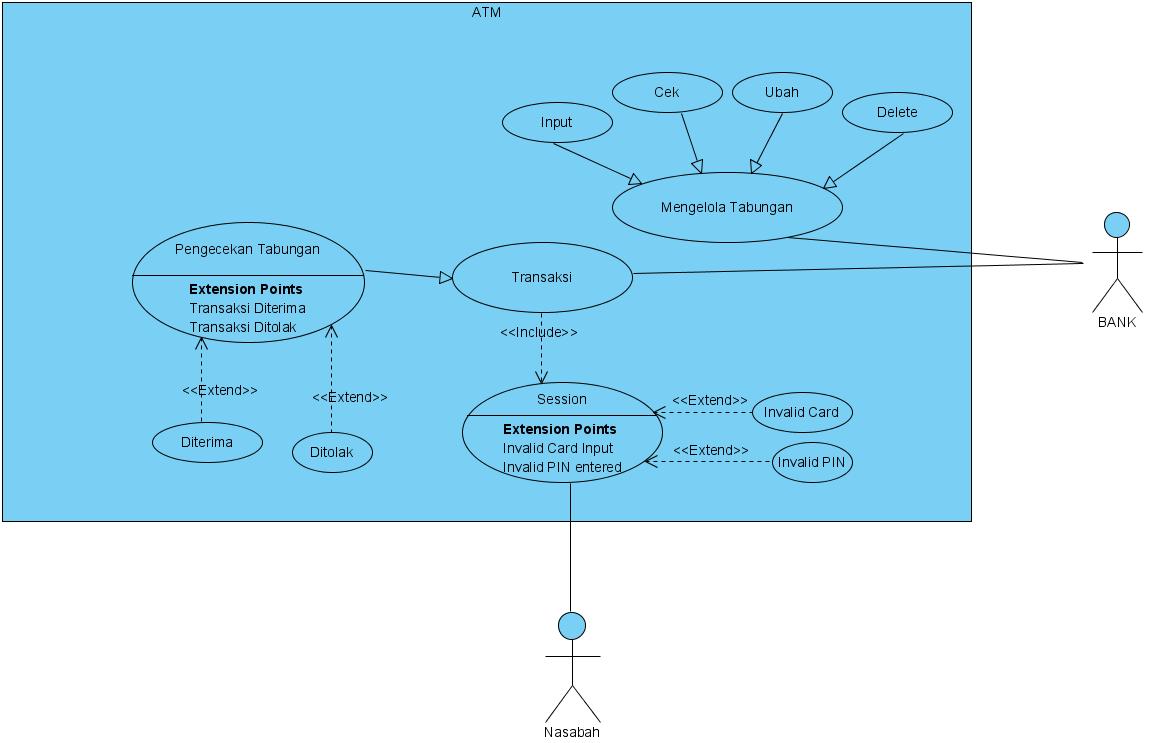 ATM
Input
Cek
Ubah
Delete
Mengelola Tabungan
BANK
Pengecekan Tabungan
Extension Points
Transaksi Diterima
Transaksi Ditolak
Transaksi
<<Include>>
<<Extend>>
<<Extend>>
Diterima
Ditolak
Session
Extension Points
Invalid Card Input
Invalid PIN entered
<<Extend>>
Invalid Card
<<Extend>>
Invalid PIN
Nasabah